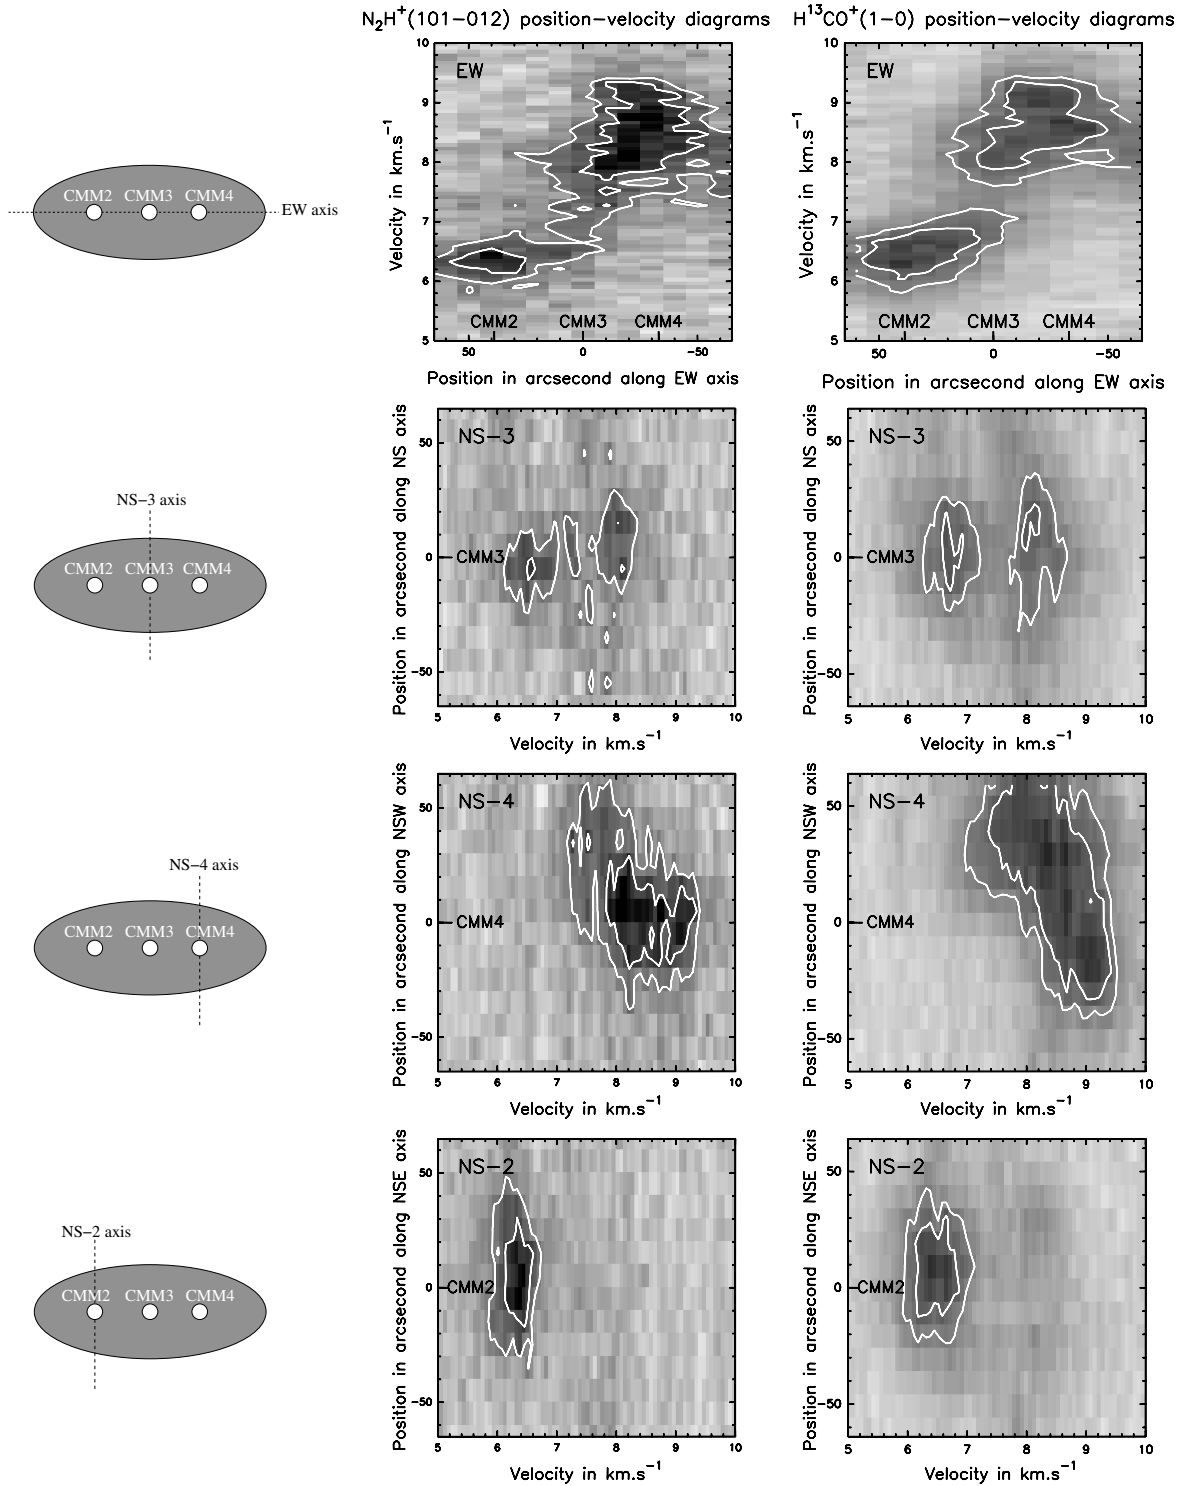 N₂H⁺(101−012) position−velocity diagrams
H¹³CO⁺(1−0) position−velocity diagrams
CMM2 CMM3 CMM4
EW axis
EW
Velocity in km.s⁻¹
10
9
8
7
6
5
CMM2 CMM3 CMM4
50 0 −50
Position in arcsecond along EW axis
EW
Velocity in km.s⁻¹
10
9
8
7
6
5
CMM2 CMM3 CMM4
50 0 −50
Position in arcsecond along EW axis
NS−3 axis
CMM2 CMM3 CMM4
NS−3
Position in arcsecond along NS axis
50
0
−50
CMM3
5 6 7 8 9 10
Velocity in km.s⁻¹
NS−3
Position in arcsecond along NS axis
50
0
−50
CMM3
5 6 7 8 9 10
Velocity in km.s⁻¹
NS−4 axis
CMM2 CMM3 CMM4
NS−4
Position in arcsecond along NSW axis
50
0
−50
CMM4
5 6 7 8 9 10
Velocity in km.s⁻¹
NS−4
Position in arcsecond along NSW axis
50
0
−50
CMM4
5 6 7 8 9 10
Velocity in km.s⁻¹
NS−2 axis
CMM2 CMM3 CMM4
NS−2
Position in arcsecond along NSE axis
50
0
−50
CMM2
5 6 7 8 9 10
Velocity in km.s⁻¹
NS−2
Position in arcsecond along NSE axis
50
0
−50
CMM2
5 6 7 8 9 10
Velocity in km.s⁻¹